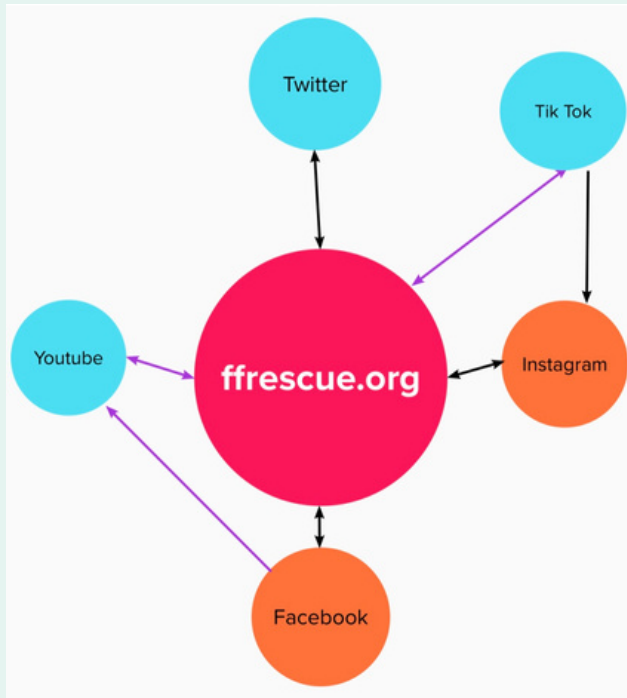 Twitter
Tik Tok
Youtube
ffrescue.org
Instagram
Facebook